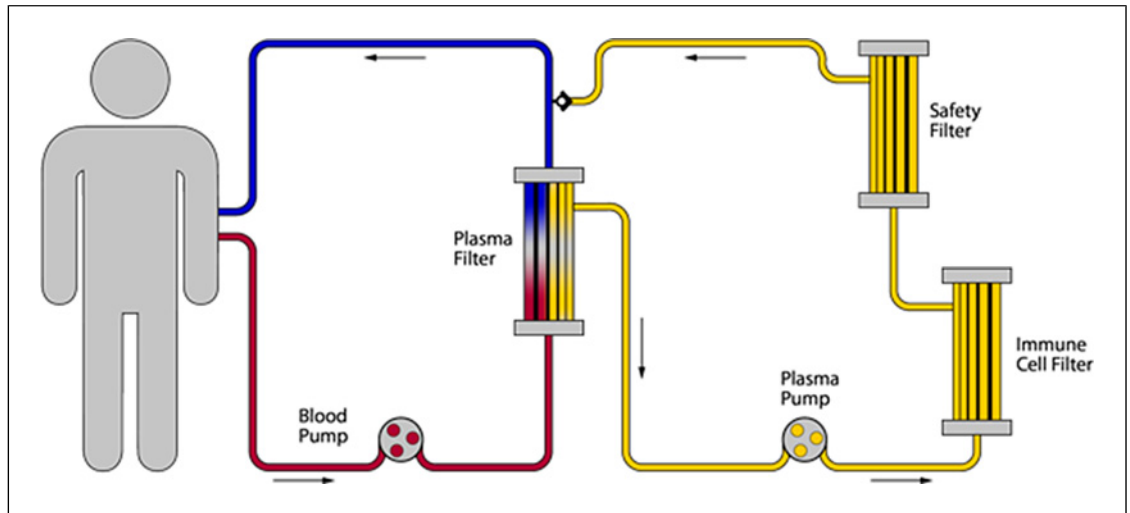 Safety
Filter
Plasma
Filter
Immune
Cell Filter
Plasma
Pump
Blood
Pump